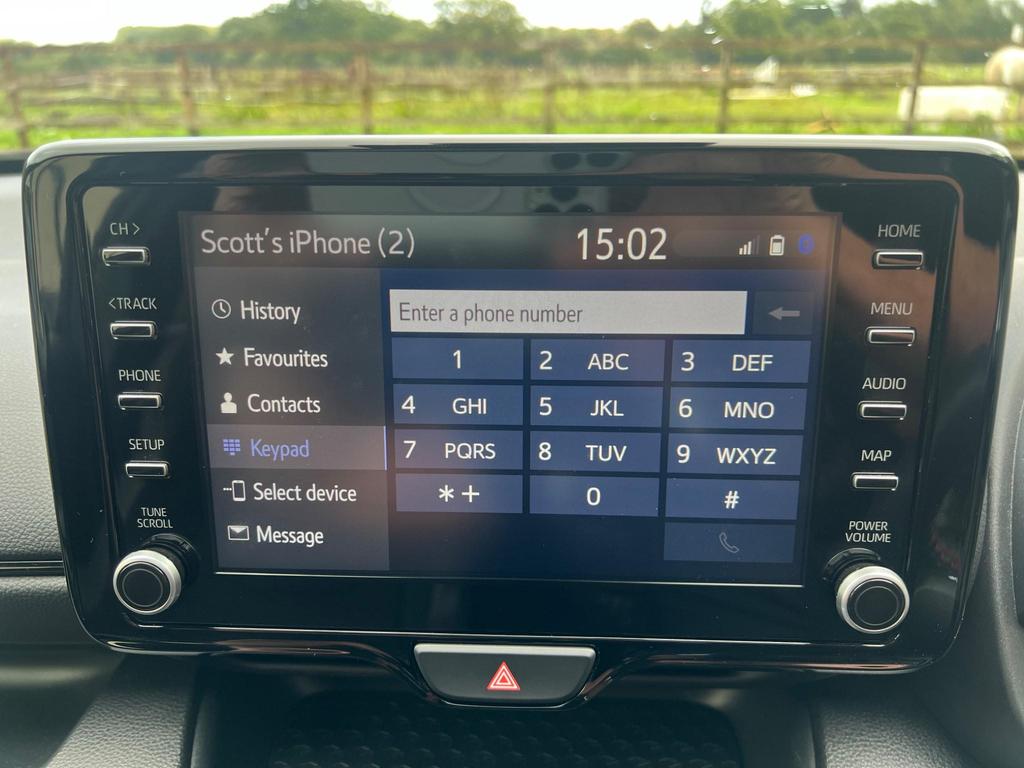 CH >
<TRACK
PHONE
SETUP
TUNE
SCROLL
Scott's iPhone (2)
15:02
History
Favourites
Contacts
Keypad
Select device
Message
Enter a phone number
1
2 ABC
3 DEF
4 GHI
5 JKL
6 MNO
7 PQRS
8 TUV
9 WXYZ
*+
0
#
HOME
MENU
AUDIO
MAP
POWER
VOLUME